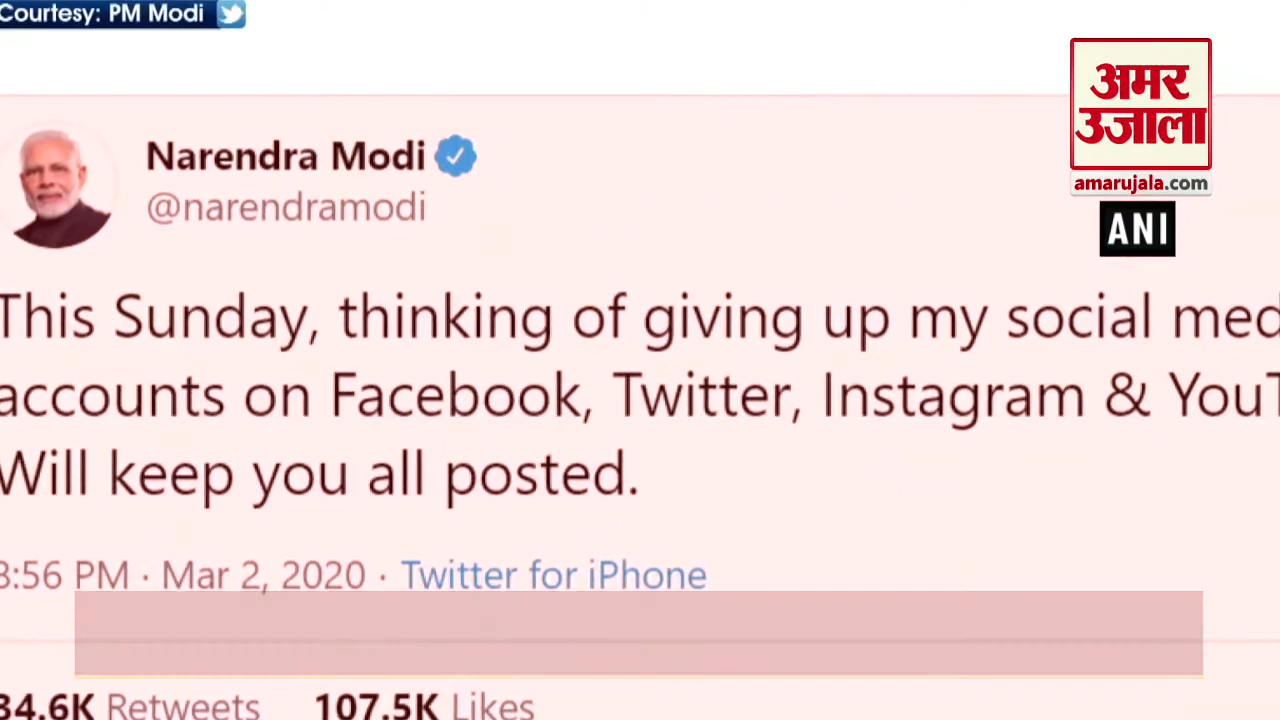 Courtesy: PM Modi
अमर
उजाला
amarujala.com
ANI
Narendra Modi
@narendramodi
This Sunday, thinking of giving up my social med
accounts on Facebook, Twitter, Instagram & YouT
Will keep you all posted.
8:56 PM · Mar 2, 2020 · Twitter for iPhone
34.6K Retweets 107.5K Likes